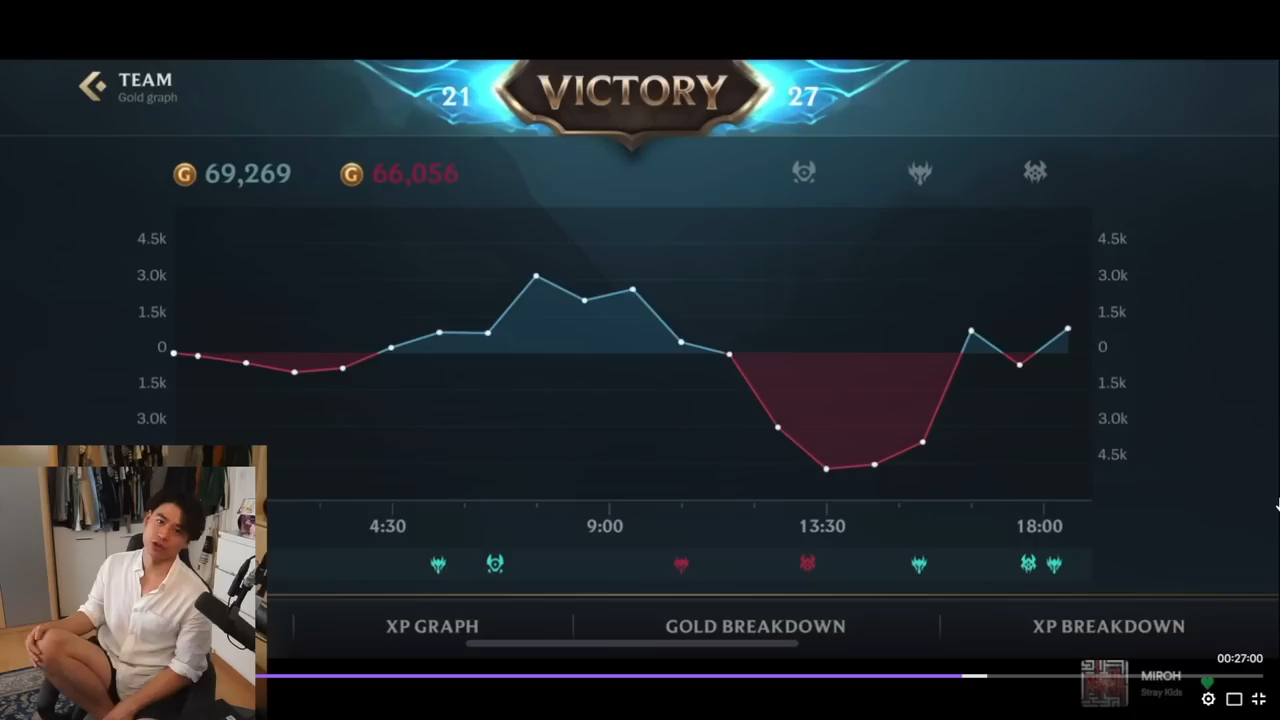 TEAM
Gold graph
21
VICTORY
27
G 69,269
G 66,056
4.5k 4.5k
3.0k 3.0k
1.5k 1.5k
0 0
1.5k 1.5k
3.0k 3.0k
4.5k
4:30 9:00 13:30 18:00
XP GRAPH GOLD BREAKDOWN XP BREAKDOWN
00:27:00
MIROH
Stray Kids